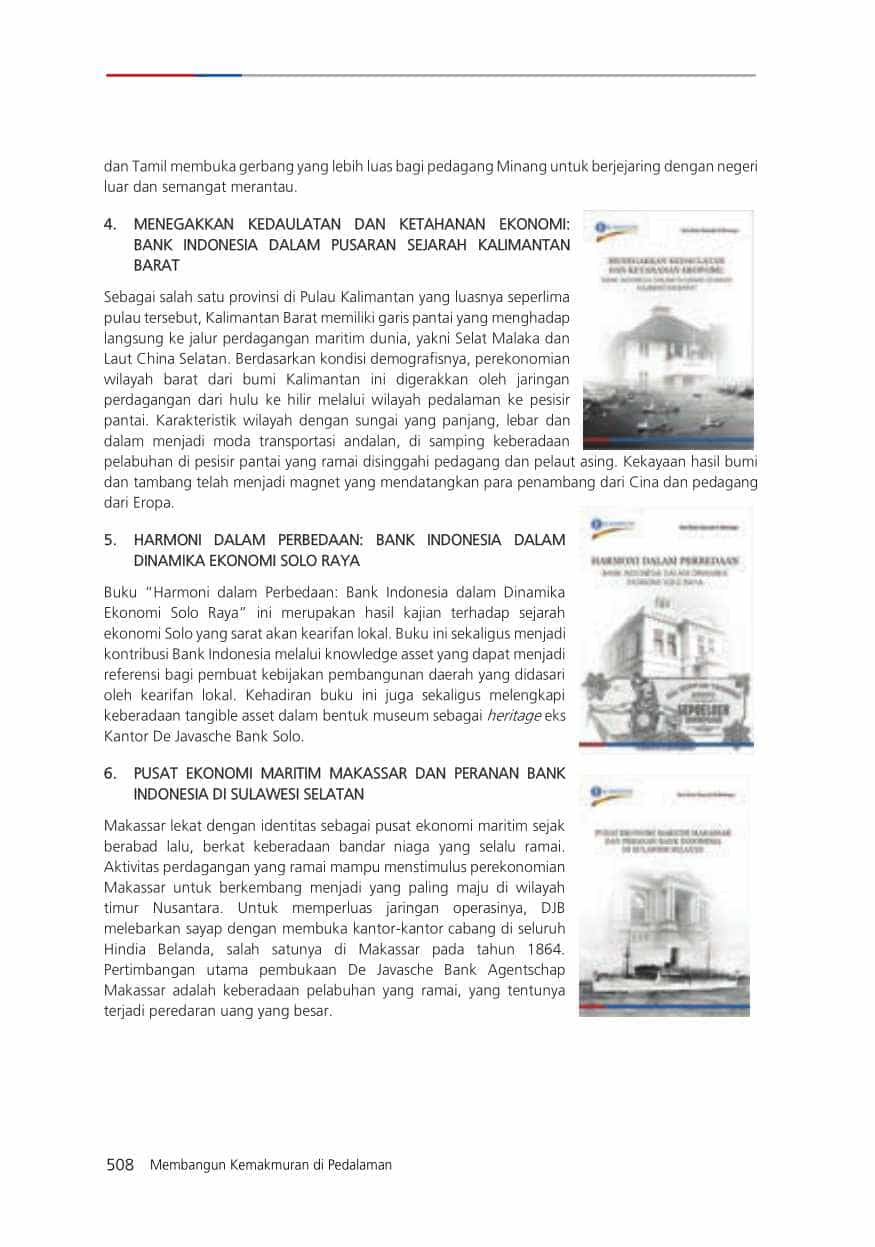 dan Tamil membuka gerbang yang lebih luas bagi pedagang Minang untuk berjejaring dengan negeri
luar dan semangat merantau.
4. MENEGAKKAN KEDAULATAN DAN KETAHANAN EKONOMI:
BANK INDONESIA DALAM PUSARAN SEJARAH KALIMANTAN
BARAT
Sebagai salah satu provinsi di Pulau Kalimantan yang luasnya seperlima
pulau tersebut, Kalimantan Barat memiliki garis pantai yang menghadap
langsung ke jalur perdagangan maritim dunia, yakni Selat Malaka dan
Laut China Selatan. Berdasarkan kondisi demografisnya, perekonomian
wilayah barat dari bumi Kalimantan ini digerakkan oleh jaringan
perdagangan dari hulu ke hilir melalui wilayah pedalaman ke pesisir
pantai. Karakteristik wilayah dengan sungai yang panjang, lebar dan
dalam menjadi moda transportasi andalan, di samping keberadaan
pelabuhan di pesisir pantai yang ramai disinggahi pedagang dan pelaut asing. Kekayaan hasil bumi
dan tambang telah menjadi magnet yang mendatangkan para penambang dari Cina dan pedagang
dari Eropa.
MENEGAKKAN KEDAULATAN
DAN KETAHANAN EKONOMI:
5. HARMONI DALAM PERBEDAAN: BANK INDONESIA DALAM
DINAMIKA EKONOMI SOLO RAYA
Buku "Harmoni dalam Perbedaan: Bank Indonesia dalam Dinamika
Ekonomi Solo Raya" ini merupakan hasil kajian terhadap sejarah
ekonomi Solo yang sarat akan kearifan lokal. Buku ini sekaligus menjadi
kontribusi Bank Indonesia melalui knowledge asset yang dapat menjadi
referensi bagi pembuat kebijakan pembangunan daerah yang didasari
oleh kearifan lokal. Kehadiran buku ini juga sekaligus melengkapi
keberadaan tangible asset dalam bentuk museum sebagai heritage eks
Kantor De Javasche Bank Solo.
HARMONI DALAM PERBEDAAN
BANK INDONESIA DALAM DINAMIKA
EKONOMI SOLO RAYA
SEPOELOEH
6. PUSAT EKONOMI MARITIM MAKASSAR DAN PERANAN BANK
INDONESIA DI SULAWESI SELATAN
Makassar lekat dengan identitas sebagai pusat ekonomi maritim sejak
berabad lalu, berkat keberadaan bandar niaga yang selalu ramai.
Aktivitas perdagangan yang ramai mampu menstimulus perekonomian
Makassar untuk berkembang menjadi yang paling maju di wilayah
timur Nusantara. Untuk memperluas jaringan operasinya, DJB
melebarkan sayap dengan membuka kantor-kantor cabang di seluruh
Hindia Belanda, salah satunya di Makassar pada tahun 1864.
Pertimbangan utama pembukaan De Javasche Bank Agentschap
Makassar adalah keberadaan pelabuhan yang ramai, yang tentunya
terjadi peredaran uang yang besar.
PUSAT EKONOMI MARITIM MAKASSAR
DAN PERANAN BANK INDONESIA
DI SULAWESI SELATAN
508 Membangun Kemakmuran di Pedalaman